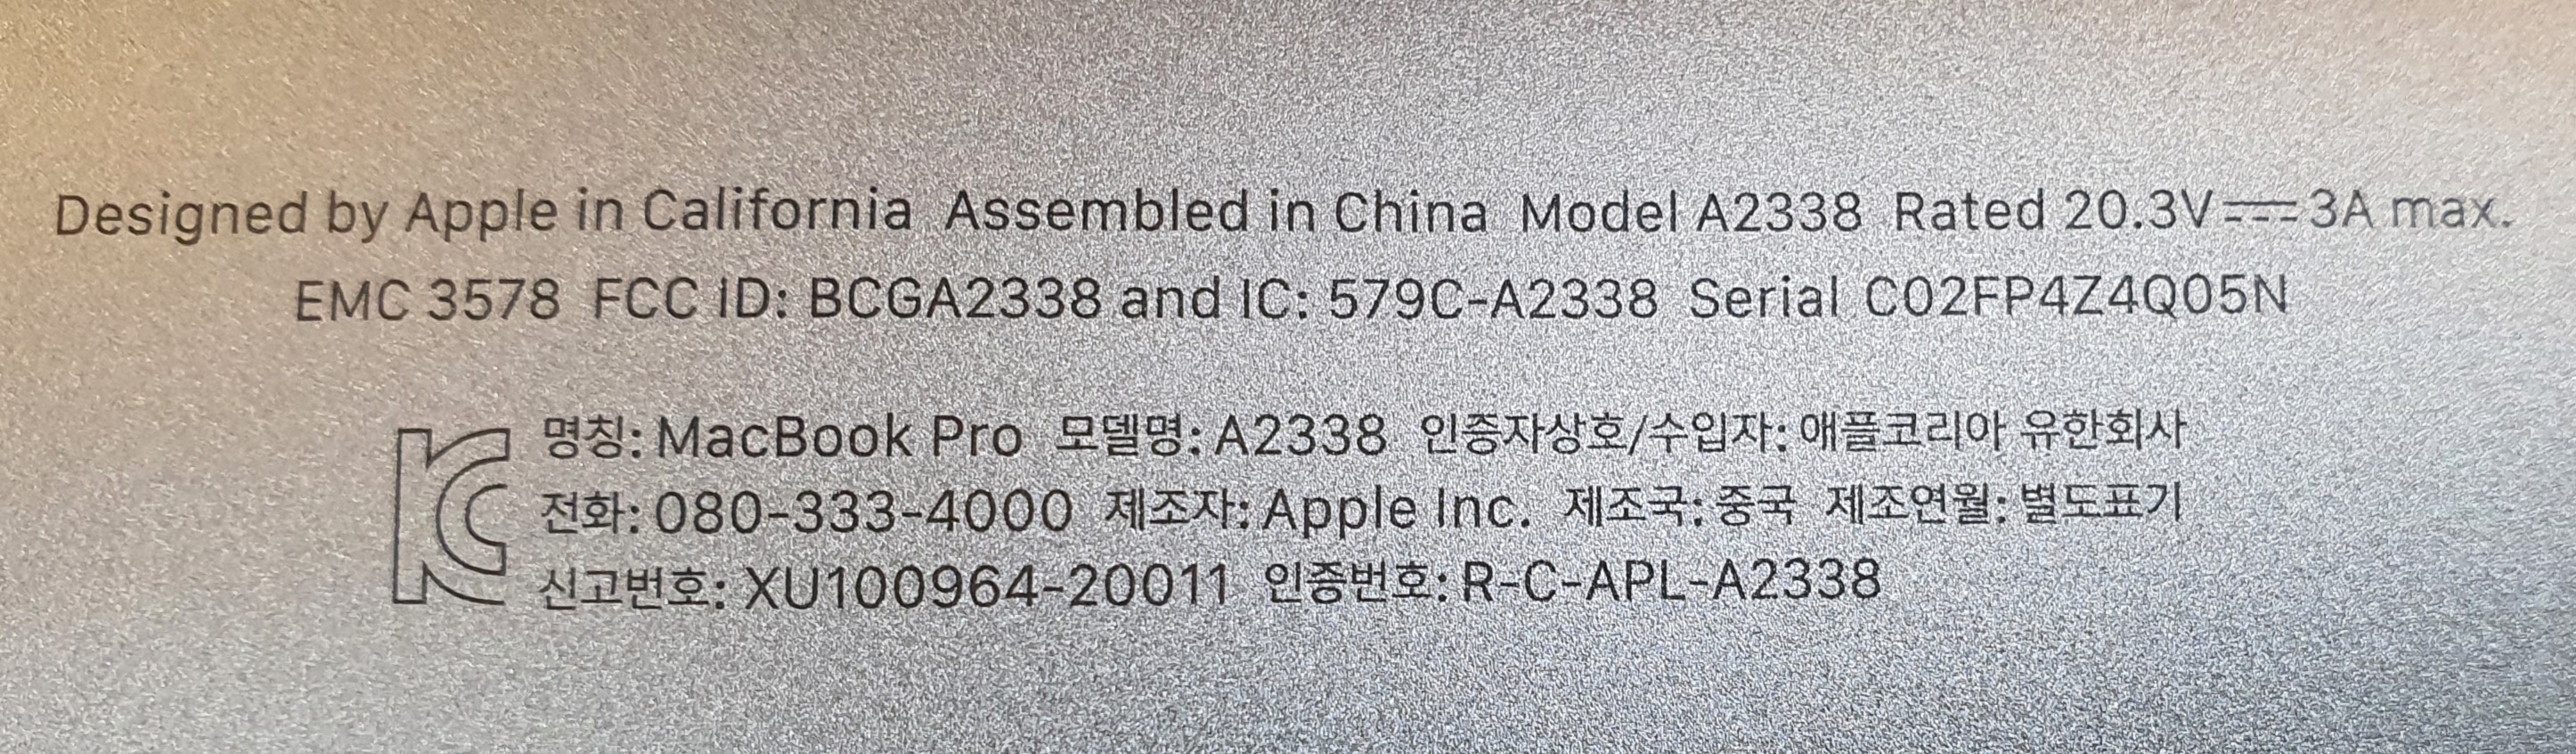 Designed by Apple in California Assembled in China Model A2338 Rated 20.3V⎓3A max.
EMC 3578 FCC ID: BCGA2338 and IC: 579C-A2338 Serial C02FP4Z4Q05N
명칭: MacBook Pro 모델명: A2338 인증자상호/수입자: 애플코리아 유한회사
전화: 080-333-4000 제조자: Apple Inc. 제조국: 중국 제조연월: 별도표기
신고번호: XU100964-20011 인증번호: R-C-APL-A2338